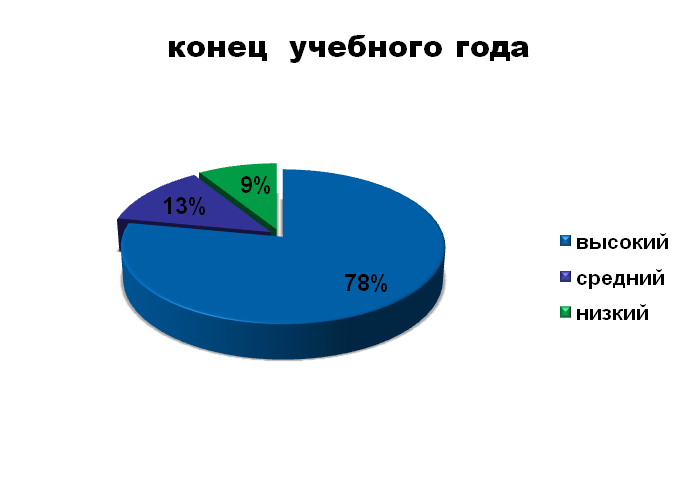 конец учебного года
9%
13%
78%
высокий
средний
низкий